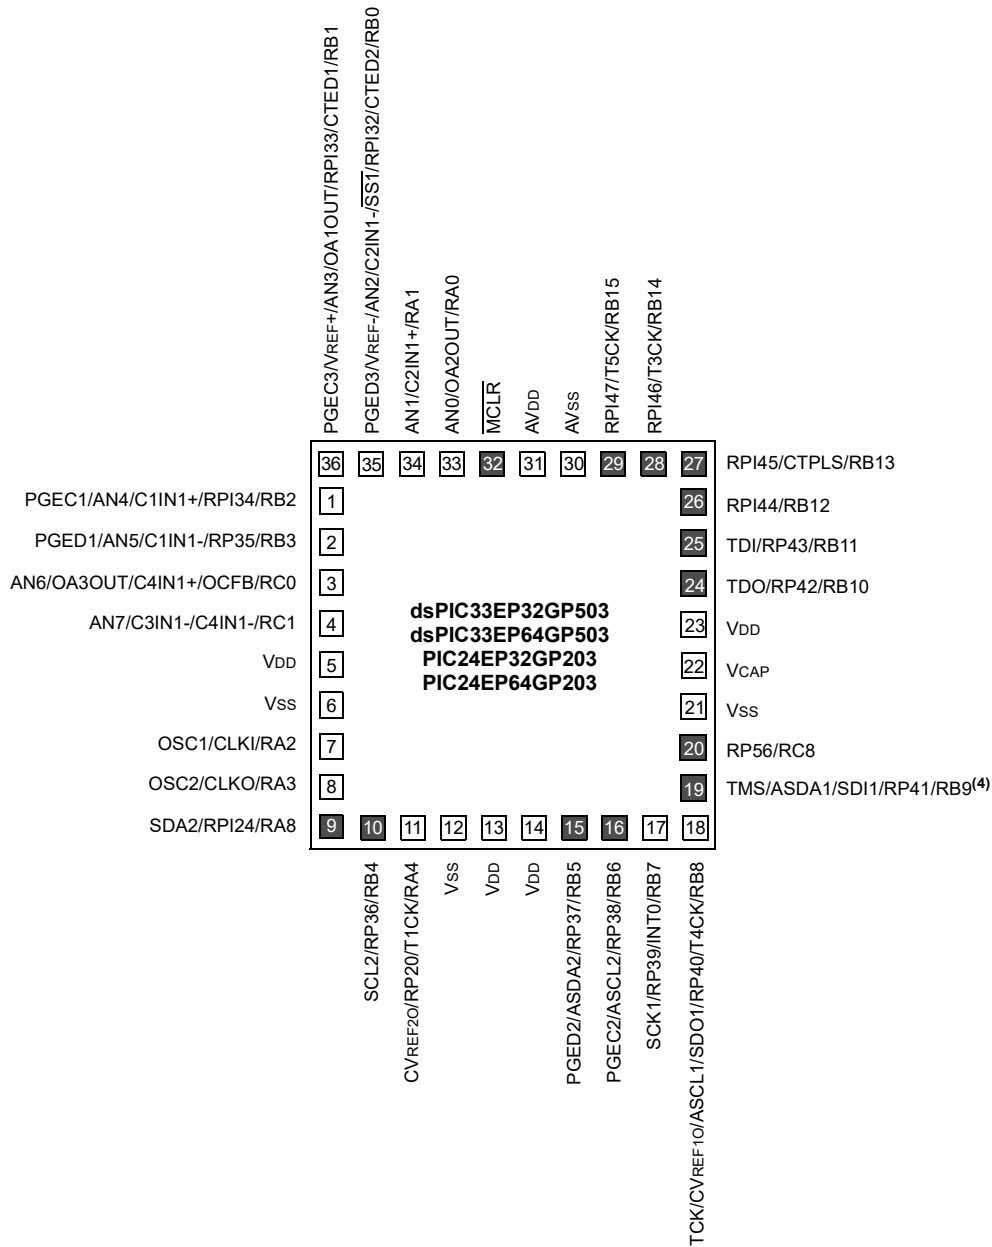 PGEC3/VREF+/AN3/OA1OUT/RPI33/CTED1/RB1
PGED3/VREF-/AN2/C2IN1-/SS1/RPI32/CTED2/RB0
AN1/C2IN1+/RA1
AN0/OA2OUT/RA0
MCLR
AVDD
AVSS
RPI47/T5CK/RB15
RPI46/T3CK/RB14
36 35 34 33 32 31 30 29 28 27 RPI45/CTPLS/RB13
PGEC1/AN4/C1IN1+/RPI34/RB2 1
26 RPI44/RB12
PGED1/AN5/C1IN1-/RP35/RB3 2
25 TDI/RP43/RB11
AN6/OA3OUT/C4IN1+/OCFB/RC0 3
24 TDO/RP42/RB10
AN7/C3IN1-/C4IN1-/RC1 4
23 VDD
VDD 5
22 VCAP
VSS 6
21 VSS
OSC1/CLKI/RA2 7
20 RP56/RC8
OSC2/CLKO/RA3 8
19 TMS/ASDA1/SDI1/RP41/RB9(4)
dsPIC33EP32GP503
dsPIC33EP64GP503
PIC24EP32GP203
PIC24EP64GP203
SDA2/RPI24/RA8 9 10 11 12 13 14 15 16 17 18
SCL2/RP36/RB4
CVREF2O/RP20/T1CK/RA4
VSS
VDD
VDD
PGED2/ASDA2/RP37/RB5
PGEC2/ASCL2/RP38/RB6
SCK1/RP39/INT0/RB7
TCK/CVREF1O/ASCL1/SDO1/RP40/T4CK/RB8